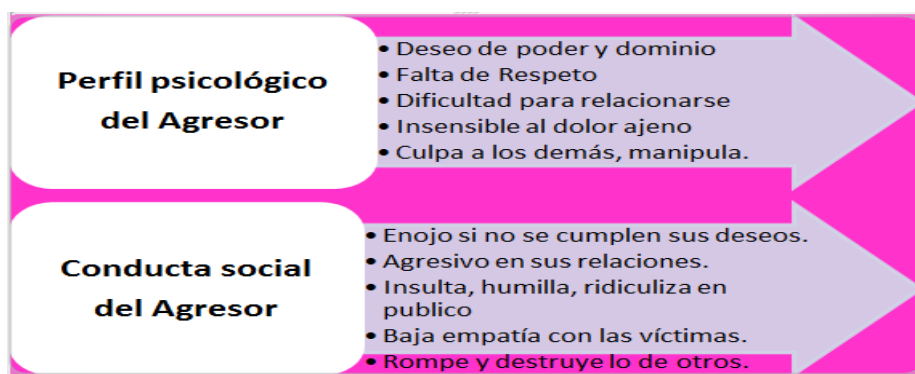 Perfil psicológico
del Agresor
• Deseo de poder y dominio
• Falta de Respeto
• Dificultad para relacionarse
• Insensible al dolor ajeno
• Culpa a los demás, manipula.
Conducta social
del Agresor
• Enojo si no se cumplen sus deseos.
• Agresivo en sus relaciones.
• Insulta, humilla, ridiculiza en
publico
• Baja empatía con las víctimas.
• Rompe y destruye lo de otros.